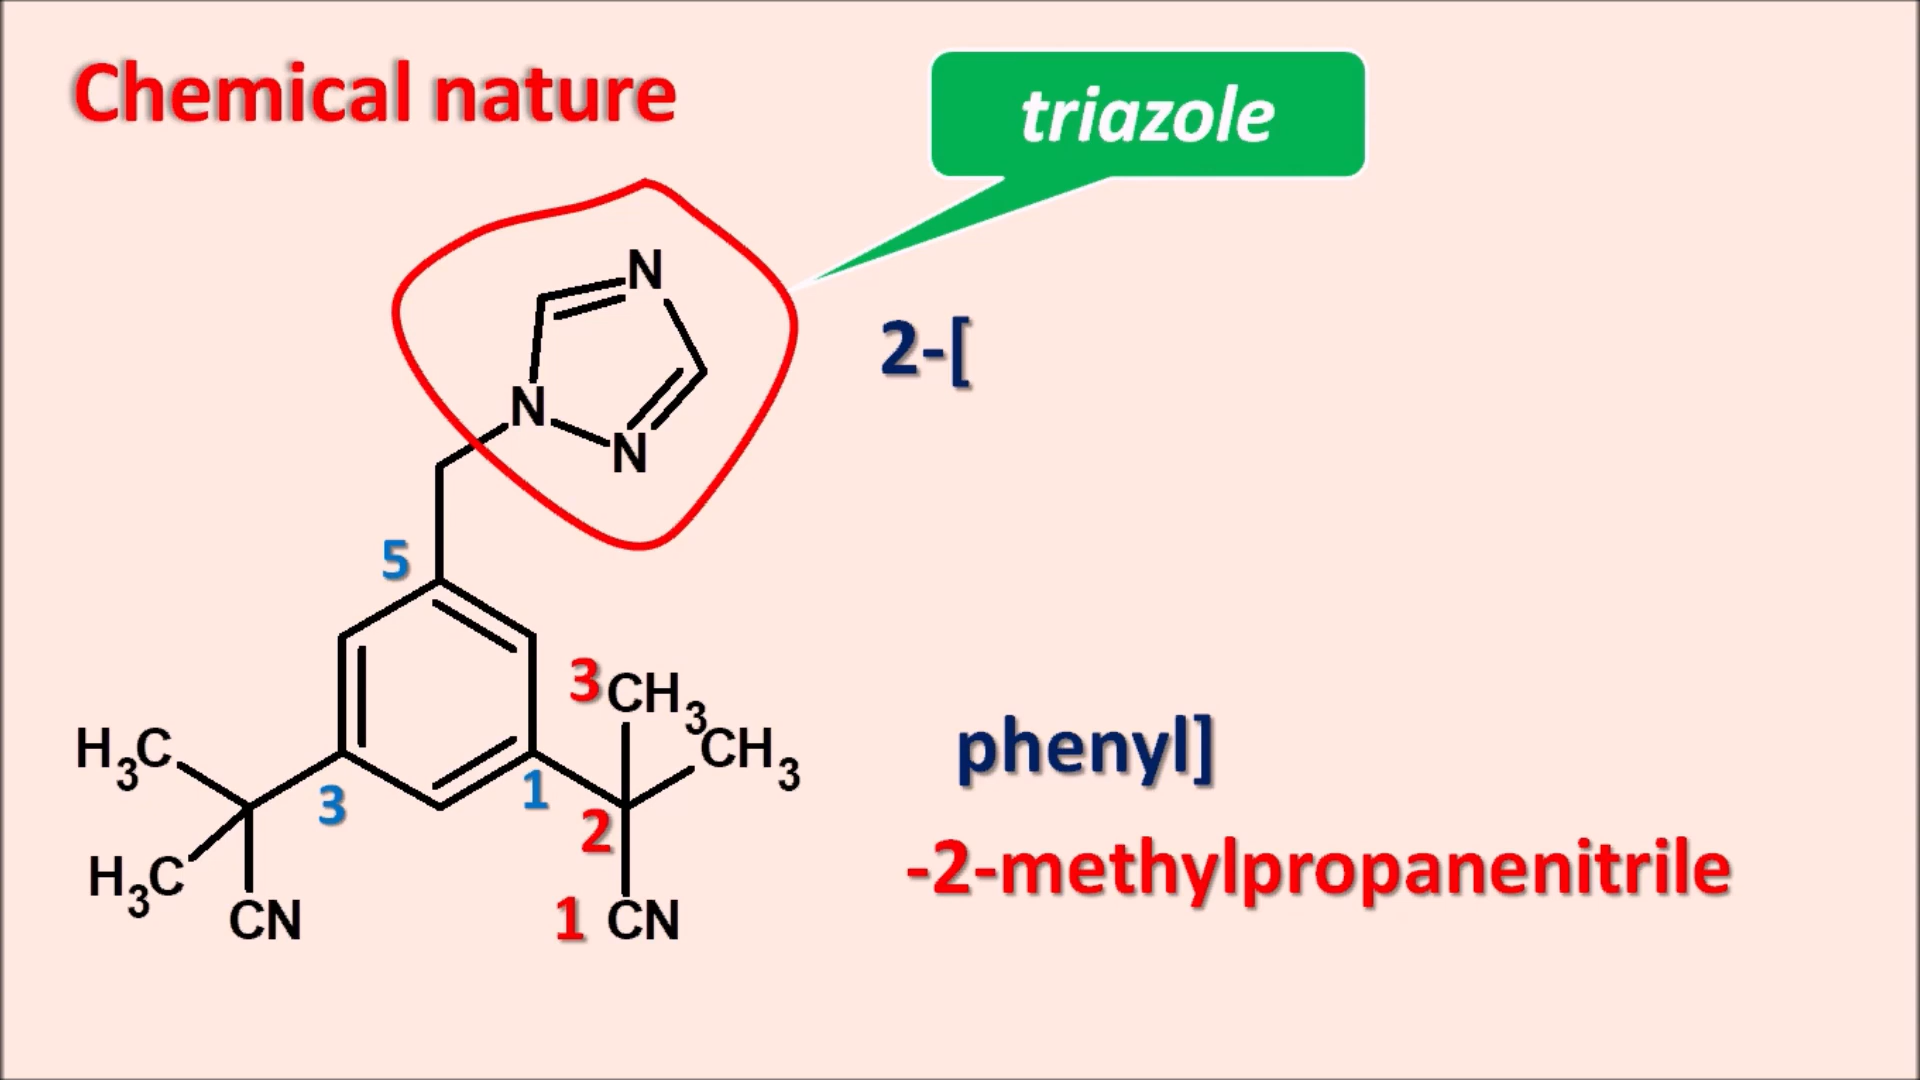 Chemical nature
triazole
N
2-[
N
N
5
3
CH3
H3C
CH3
phenyl]
3
1
2
-2-methylpropanenitrile
H3C
CN
1
CN